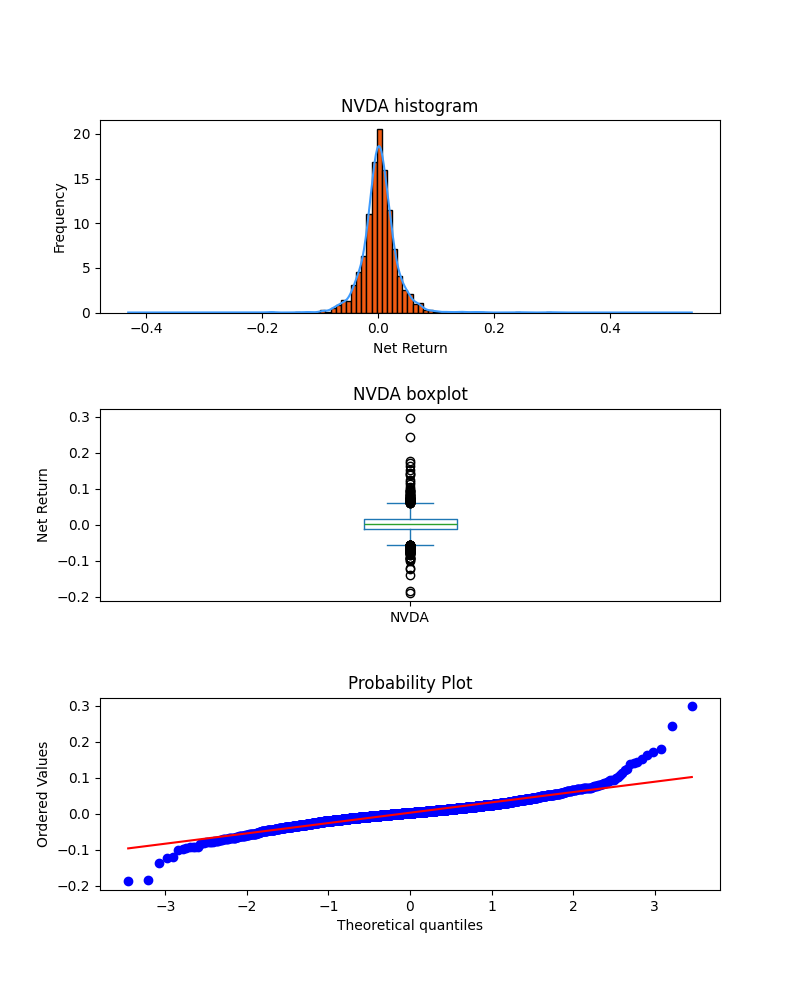 NVDA histogram
20
15
10
5
0
Frequency
−0.4 −0.2 0.0 0.2 0.4
Net Return
NVDA boxplot
0.3
0.2
0.1
0.0
−0.1
−0.2
Net Return
NVDA
Probability Plot
0.3
0.2
0.1
0.0
−0.1
−0.2
Ordered Values
−3 −2 −1 0 1 2 3
Theoretical quantiles